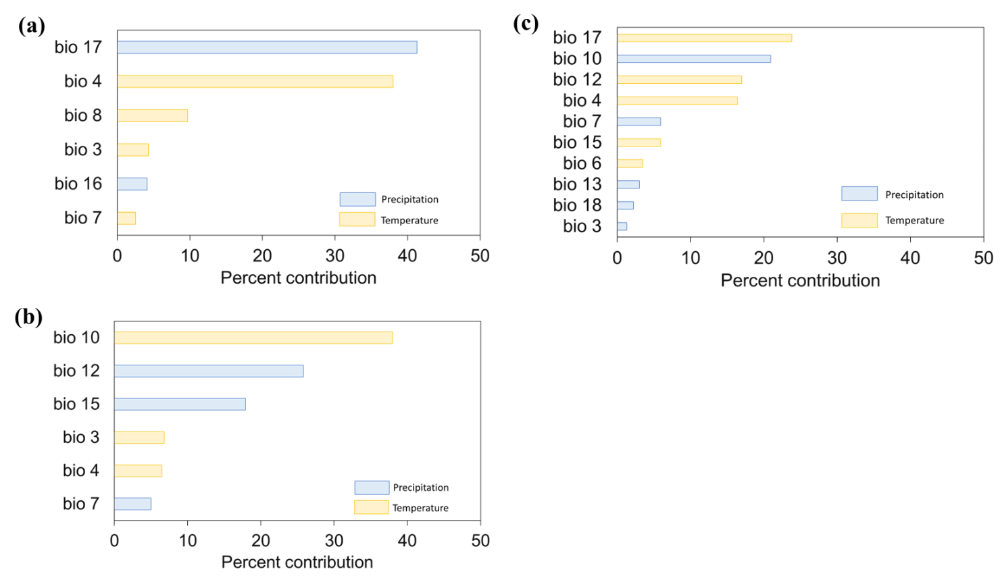 (a)
bio 17
bio 4
bio 8
bio 3
bio 16
bio 7
Precipitation
Temperature
0 10 20 30 40 50
Percent contribution
(b)
bio 10
bio 12
bio 15
bio 3
bio 4
bio 7
Precipitation
Temperature
0 10 20 30 40 50
Percent contribution
(c)
bio 17
bio 10
bio 12
bio 4
bio 7
bio 15
bio 6
bio 13
bio 18
bio 3
Precipitation
Temperature
0 10 20 30 40 50
Percent contribution